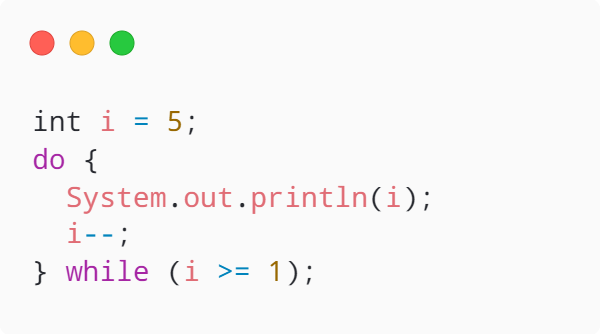 int i = 5;
do {
  System.out.println(i);
  i--;
} while (i >= 1);